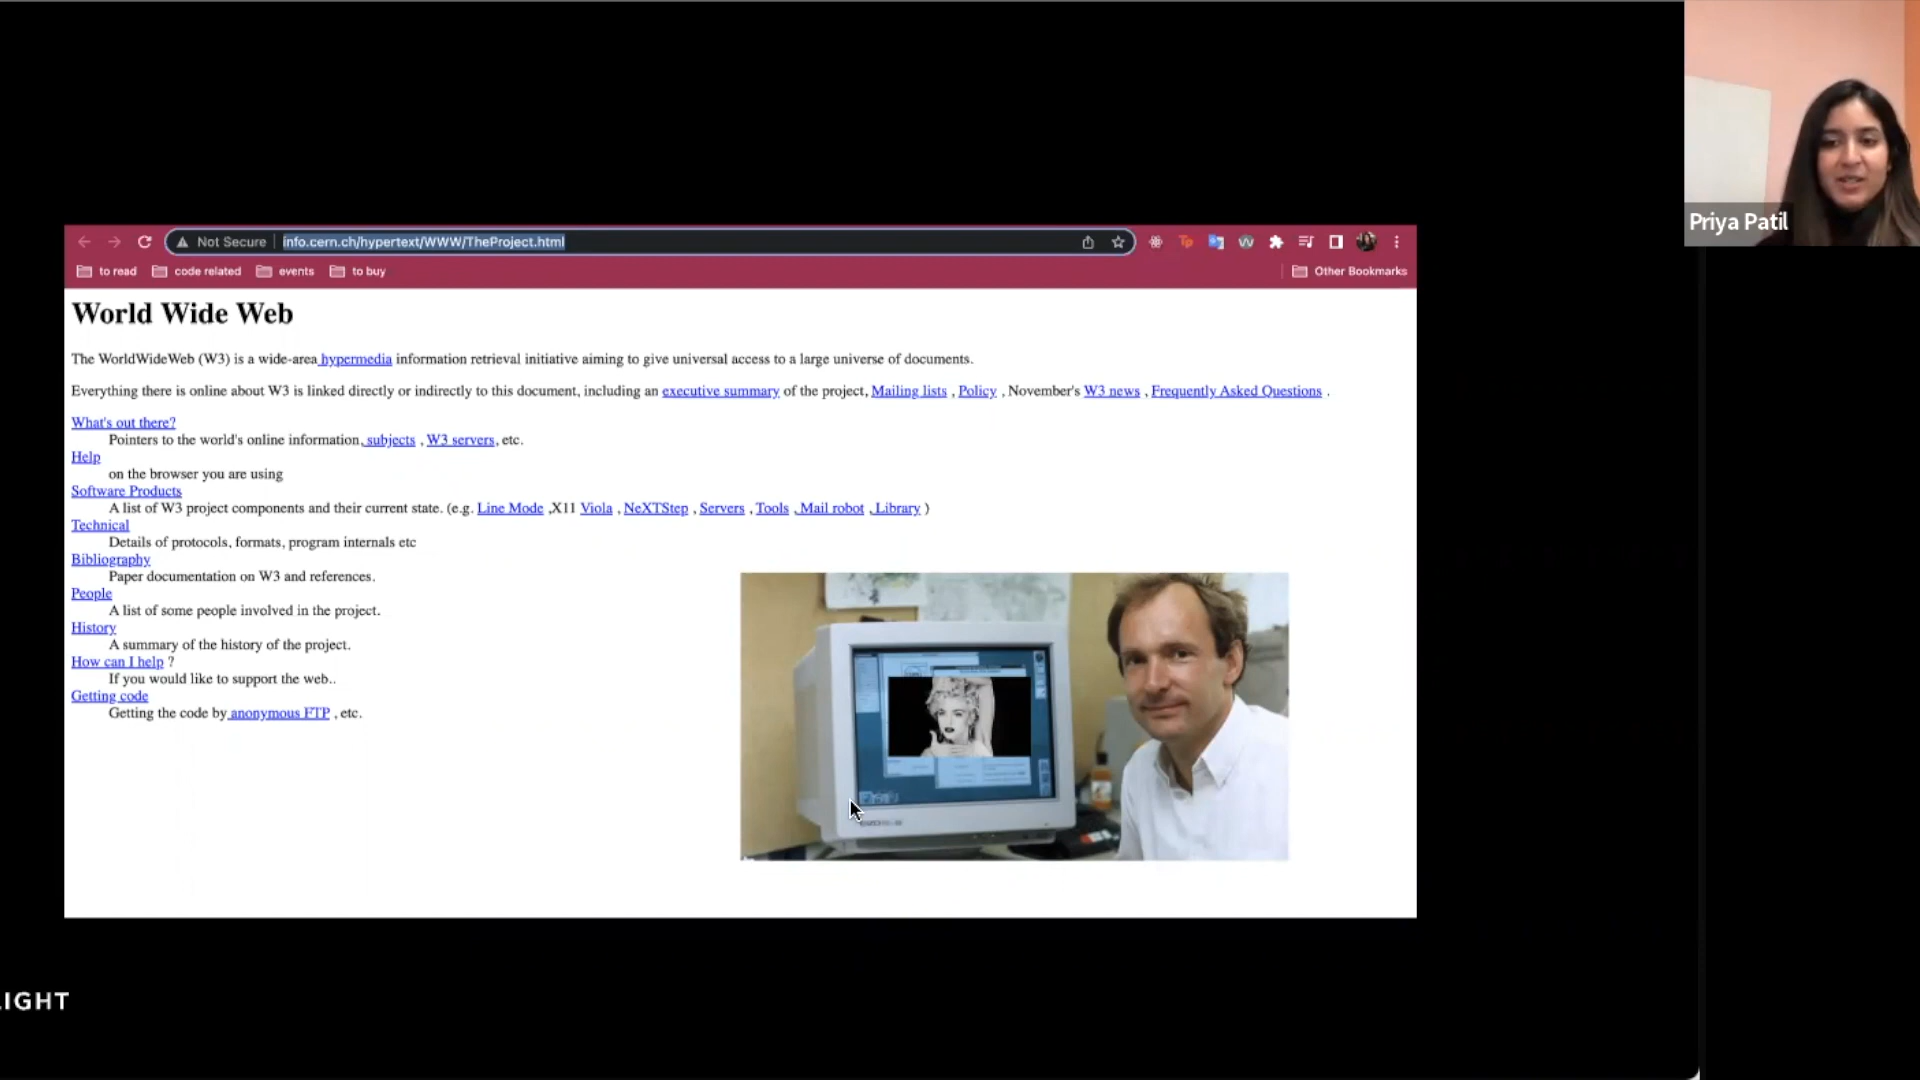 Priya Patil
Not Secure info.cern.ch/hypertext/WWW/TheProject.html
to read code related events to buy Other Bookmarks
World Wide Web
The WorldWideWeb (W3) is a wide-area hypermedia information retrieval initiative aiming to give universal access to a large universe of documents.
Everything there is online about W3 is linked directly or indirectly to this document, including an executive summary of the project, Mailing lists , Policy , November's W3 news , Frequently Asked Questions .
What's out there?
Pointers to the world's online information, subjects , W3 servers, etc.
Help
on the browser you are using
Software Products
A list of W3 project components and their current state. (e.g. Line Mode ,X11 Viola , NeXTStep , Servers , Tools , Mail robot , Library )
Technical
Details of protocols, formats, program internals etc
Bibliography
Paper documentation on W3 and references.
People
A list of some people involved in the project.
History
A summary of the history of the project.
How can I help ?
If you would like to support the web..
Getting code
Getting the code by anonymous FTP , etc.
LIGHT